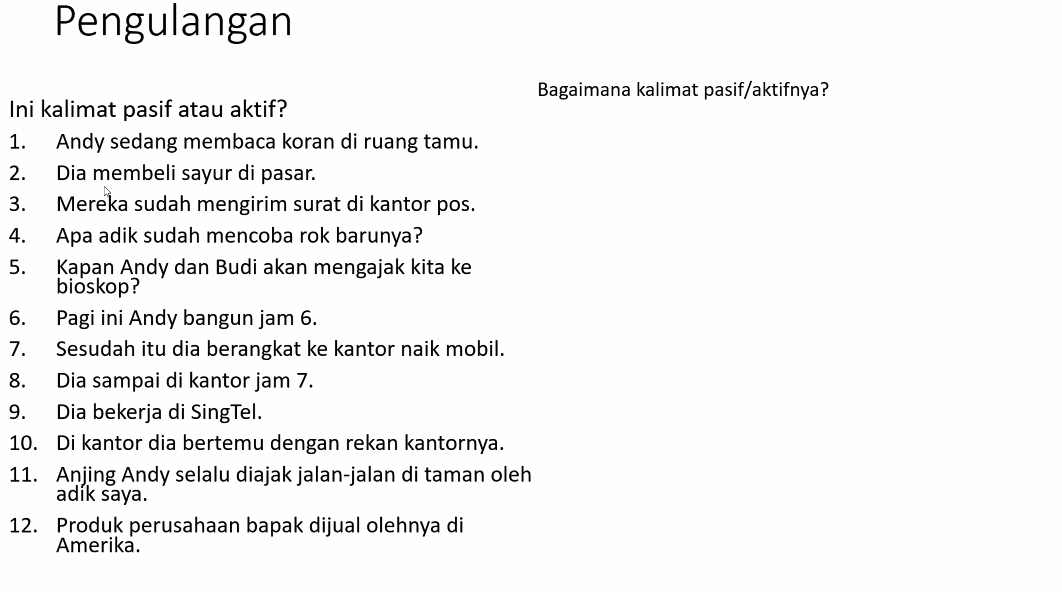 Pengulangan
Bagaimana kalimat pasif/aktifnya?
Ini kalimat pasif atau aktif?
1. Andy sedang membaca koran di ruang tamu.
2. Dia membeli sayur di pasar.
3. Mereka sudah mengirim surat di kantor pos.
4. Apa adik sudah mencoba rok barunya?
5. Kapan Andy dan Budi akan mengajak kita ke
bioskop?
6. Pagi ini Andy bangun jam 6.
7. Sesudah itu dia berangkat ke kantor naik mobil.
8. Dia sampai di kantor jam 7.
9. Dia bekerja di SingTel.
10. Di kantor dia bertemu dengan rekan kantornya.
11. Anjing Andy selalu diajak jalan-jalan di taman oleh
adik saya.
12. Produk perusahaan bapak dijual olehnya di
Amerika.